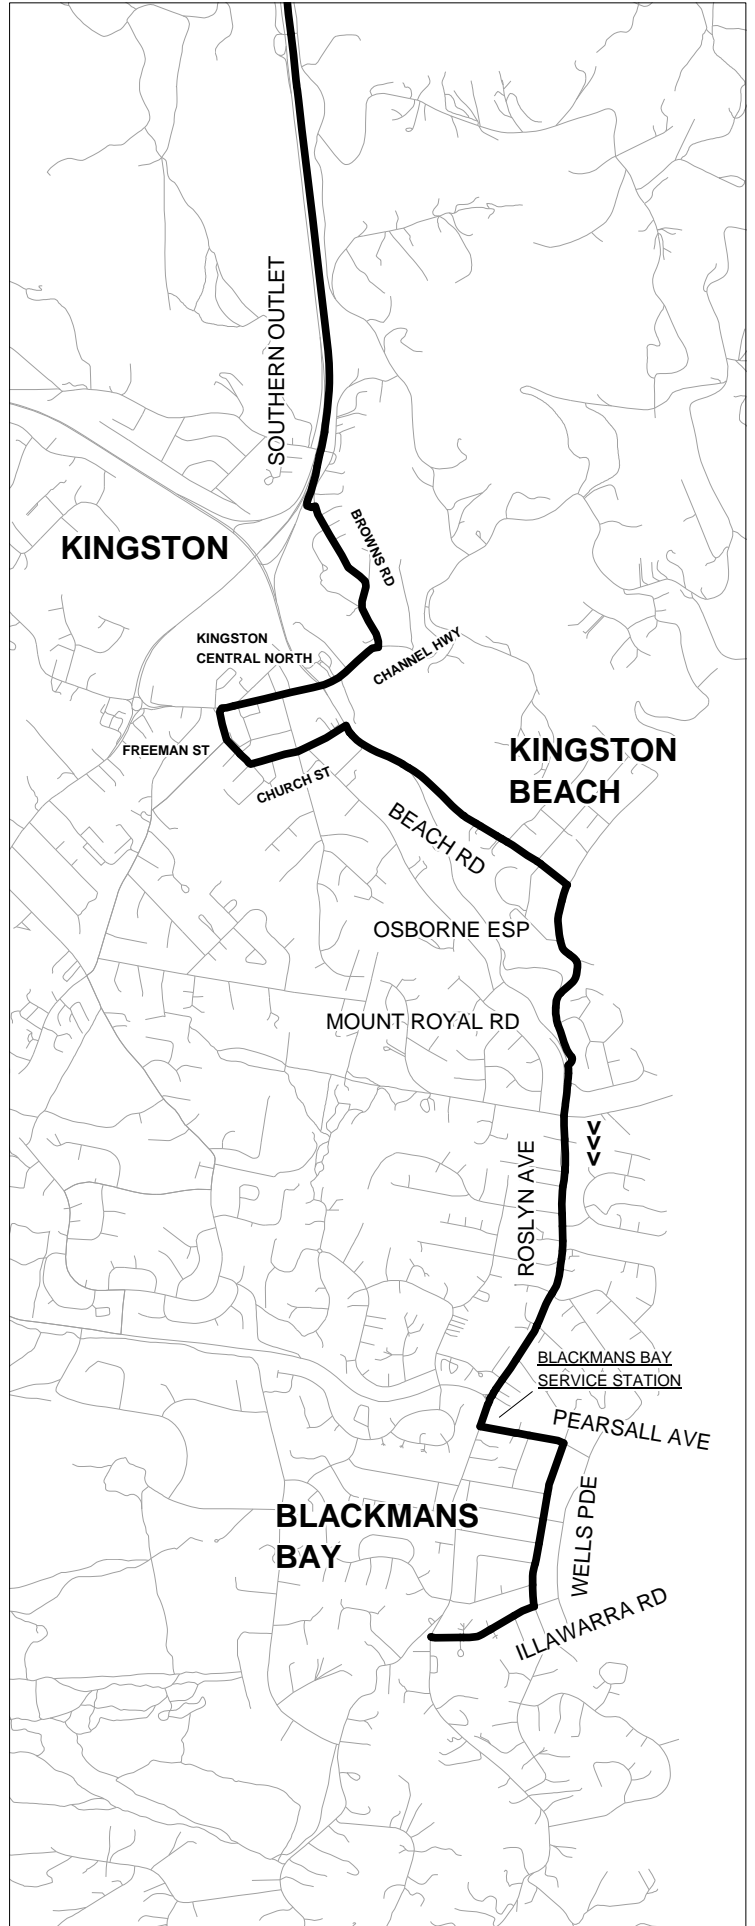 SOUTHERN OUTLET
KINGSTON
BROWNS RD
KINGSTON
CENTRAL NORTH
CHANNEL HWY
FREEMAN ST
CHURCH ST
KINGSTON
BEACH
BEACH RD
OSBORNE ESP
MOUNT ROYAL RD
>>>
ROSLYN AVE
BLACKMANS BAY
SERVICE STATION
PEARSALL AVE
BLACKMANS
BAY
WELLS PDE
ILLAWARRA RD